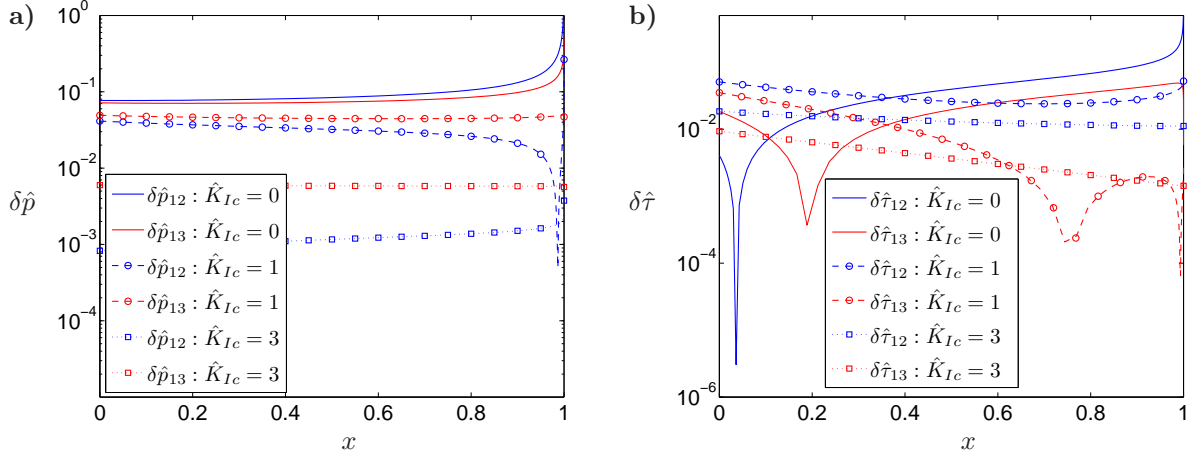 a)
10^0
10^{-1}
10^{-2}
10^{-3}
10^{-4}
δp̂
δp̂_{12} : K̂_{Ic} = 0
δp̂_{13} : K̂_{Ic} = 0
δp̂_{12} : K̂_{Ic} = 1
δp̂_{13} : K̂_{Ic} = 1
δp̂_{12} : K̂_{Ic} = 3
δp̂_{13} : K̂_{Ic} = 3
0 0.2 0.4 0.6 0.8 1
x
b)
10^{-2}
10^{-4}
10^{-6}
δτ̂
δτ̂_{12} : K̂_{Ic} = 0
δτ̂_{13} : K̂_{Ic} = 0
δτ̂_{12} : K̂_{Ic} = 1
δτ̂_{13} : K̂_{Ic} = 1
δτ̂_{12} : K̂_{Ic} = 3
δτ̂_{13} : K̂_{Ic} = 3
0 0.2 0.4 0.6 0.8 1
x